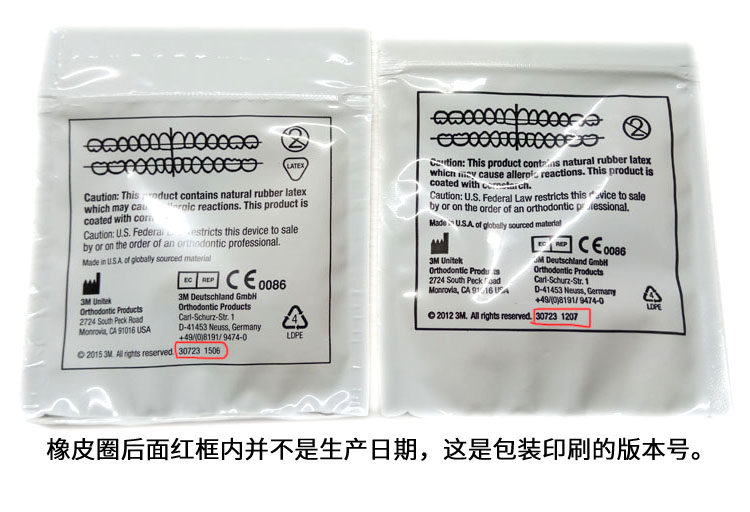 LATEX
Caution: This product contains natural rubber latex
which may cause allergic reactions. This product is
coated with corn
Caution: U.S. Federal Law restricts this device to sale
by or on the order of an orthodontic professional.
Made in U.S.A. of globally sourced material
EC REP CE 0086
3M Unitek
Orthodontic Products
2724 South Peck Road
Monrovia, CA 91016 USA
3M Deutschland GmbH
Orthodontic Products
Carl-Schurz-Str. 1
D-41453 Neuss, Germany
+49/(0)8191/ 9474-0
4
LDPE
© 2015 3M. All rights reserved. 30723 1506
Caution: This product contains natural rubber latex
which may cause allergic reactions. This product is
coated with cornstarch.
Caution: U.S. Federal Law restricts this device to sale
or on the order of an orthodontic professional.
Made in U.S.A. of globally sourced material
EC REP CE 0086
3M Unitek
Orthodontic Products
2724 South Peck Road
Monrovia, CA 91016 USA
3M Deutschland GmbH
Orthodontic Products
Carl-Schurz-Str. 1
D-41453 Neuss, Germany
+49/(0)8191/ 9474-0
4
LDPE
© 2012 3M. All rights reserved. 30723 1207
橡皮圈后面红框内并不是生产日期，这是包装印刷的版本号。